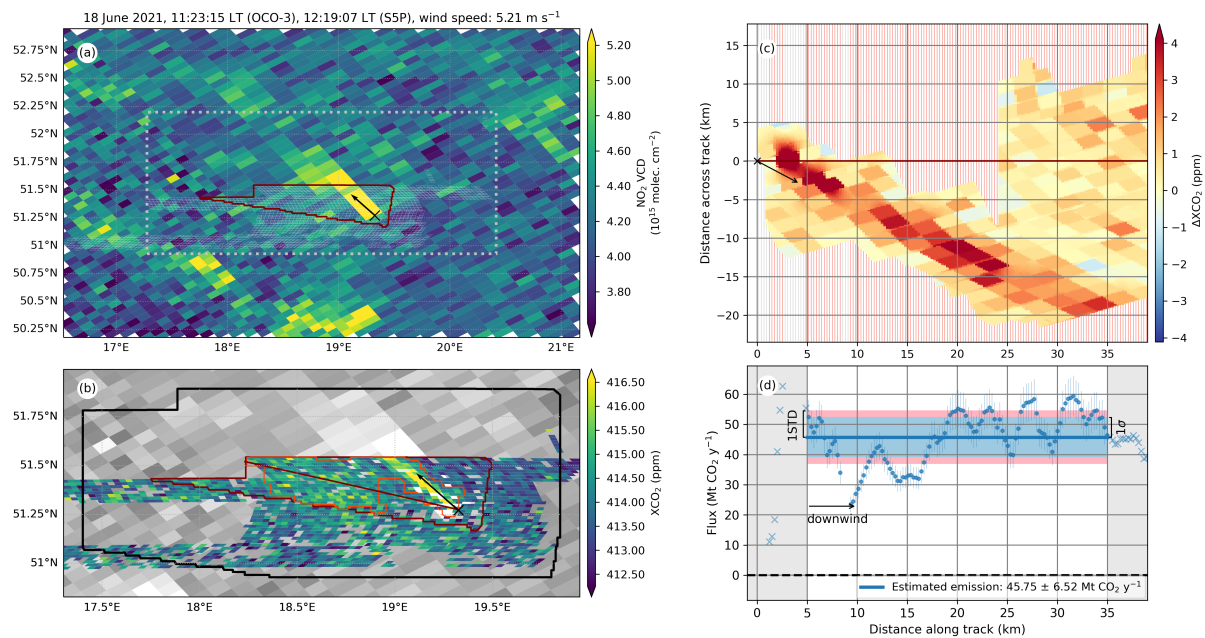 18 June 2021, 11:23:15 LT (OCO-3), 12:19:07 LT (S5P), wind speed: 5.21 m s⁻¹
(a)
52.75°N
52.5°N
52.25°N
52°N
51.75°N
51.5°N
51.25°N
51°N
50.75°N
50.5°N
50.25°N
17°E 18°E 19°E 20°E 21°E
5.20
5.00
4.80
4.60
4.40
4.20
4.00
3.80
NO₂ VCD
(10¹⁵ molec. cm⁻²)
(b)
51.75°N
51.5°N
51.25°N
51°N
17.5°E 18°E 18.5°E 19°E 19.5°E
416.50
416.00
415.50
415.00
414.50
414.00
413.50
413.00
412.50
XCO₂ (ppm)
(c)
Distance across track (km)
15
10
5
0
−5
−10
−15
−20
0 5 10 15 20 25 30 35
4
3
2
1
0
−1
−2
−3
−4
ΔXCO₂ (ppm)
(d)
Flux (Mt CO₂ y⁻¹)
60
50
40
30
20
10
0
1STD
1σ
downwind
Estimated emission: 45.75 ± 6.52 Mt CO₂ y⁻¹
0 5 10 15 20 25 30 35
Distance along track (km)